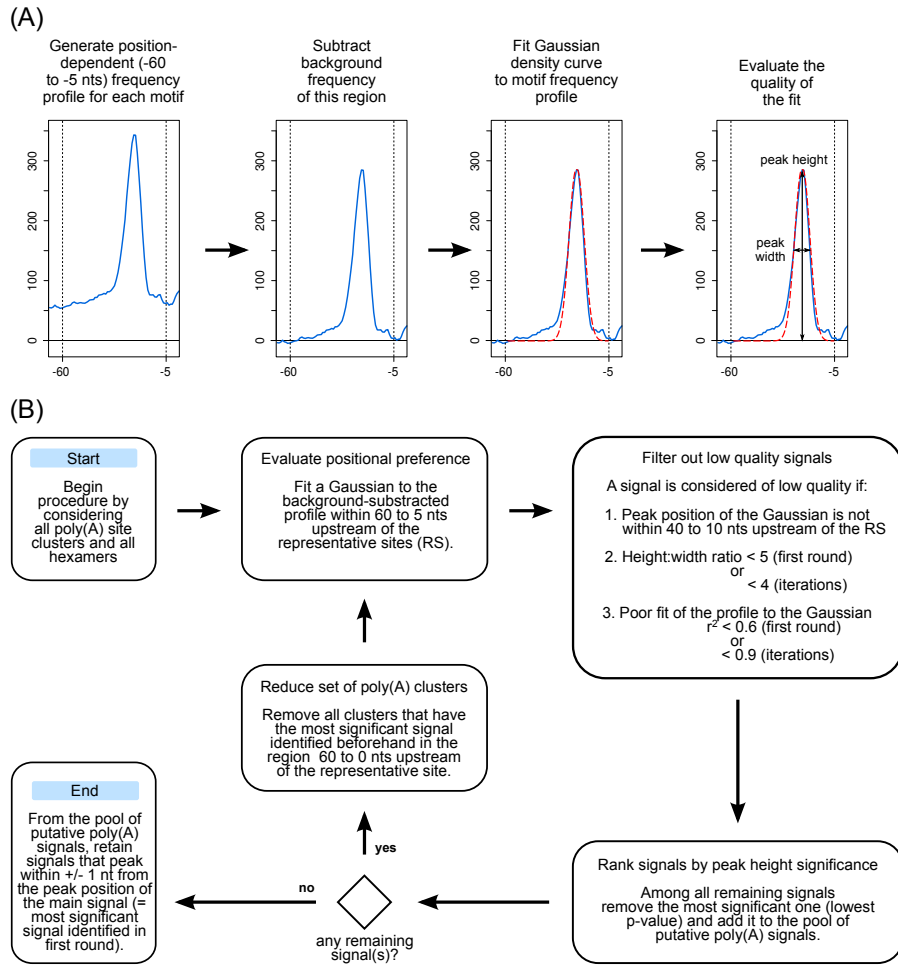 (A)
Generate position-
dependent (-60
to -5 nts) frequency
profile for each motif
Subtract
background
frequency
of this region
Fit Gaussian
density curve
to motif frequency
profile
Evaluate the
quality of
the fit
300
200
100
0
-60
-5
300
200
100
0
-60
-5
300
200
100
0
-60
-5
300
200
100
0
peak height
peak
width
-60
-5
(B)
Start
Begin
procedure by
considering
all poly(A) site
clusters and all
hexamers
Evaluate positional preference
Fit a Gaussian to the
background-substracted
profile within 60 to 5 nts
upstream of the
representative sites (RS).
Filter out low quality signals
A signal is considered of low quality if:
1. Peak position of the Gaussian is not
within 40 to 10 nts upstream of the RS
2. Height:width ratio < 5 (first round)
or
< 4 (iterations)
3. Poor fit of the profile to the Gaussian
r² < 0.6 (first round)
or
< 0.9 (iterations)
Reduce set of poly(A) clusters
Remove all clusters that have
the most significant signal
identified beforehand in the
region 60 to 0 nts upstream
of the representative site.
End
From the pool of
putative poly(A)
signals, retain
signals that peak
within +/- 1 nt from
the peak position of
the main signal (=
most significant
signal identified in
first round).
yes
no
any remaining
signal(s)?
Rank signals by peak height significance
Among all remaining signals
remove the most significant one (lowest
p-value) and add it to the pool of
putative poly(A) signals.